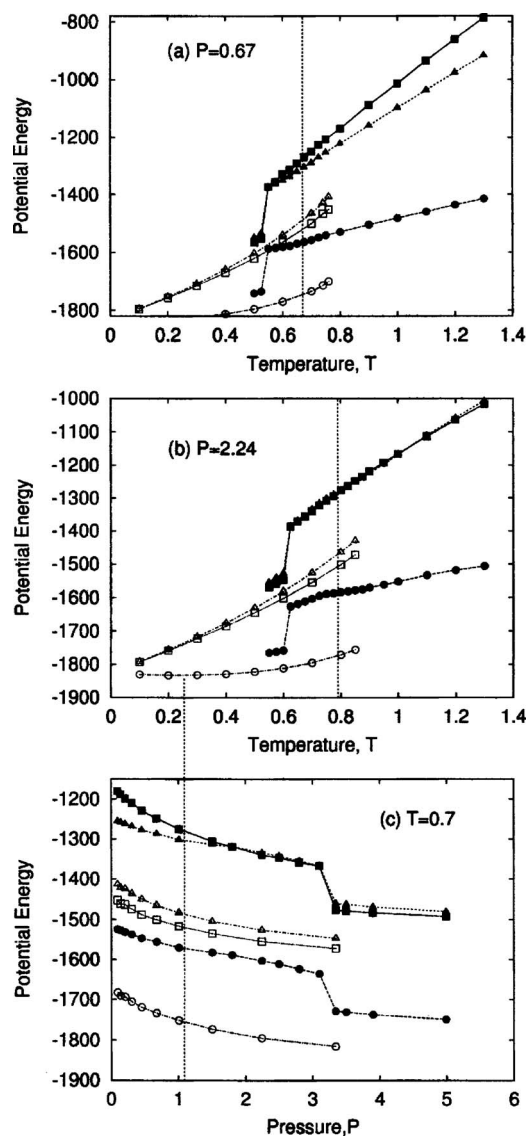 -800
(a) P=0.67
-1000
-1200
Potential Energy
-1400
-1600
-1800
0 0.2 0.4 0.6 0.8 1 1.2 1.4
Temperature, T
-1000
(b) P=2.24
-1100
-1200
-1300
-1400
Potential Energy
-1500
-1600
-1700
-1800
-1900
0 0.2 0.4 0.6 0.8 1 1.2 1.4
Temperature, T
-1200
(c) T=0.7
-1300
-1400
Potential Energy
-1500
-1600
-1700
-1800
-1900
0 1 2 3 4 5 6
Pressure,P